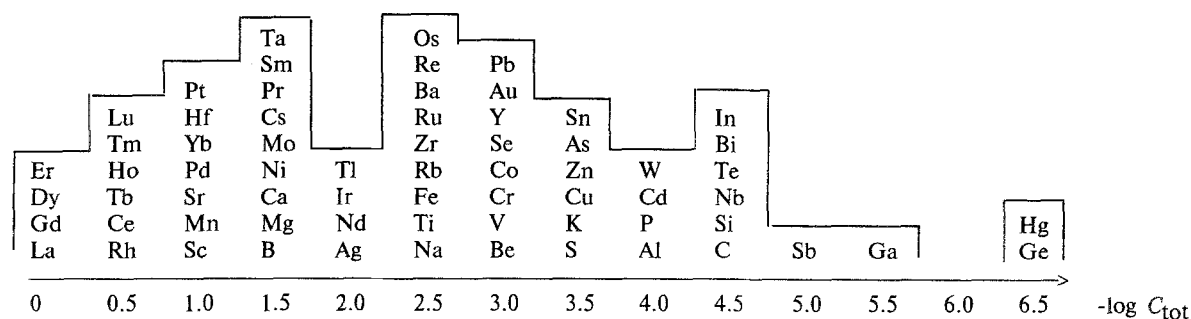 Ta Os
Sm Re Pb
Pt Pr Ba Au
Lu Hf Cs Ru Y Sn In
Tm Yb Mo Zr Se As Bi
Er Ho Pd Ni Tl Rb Co Zn W Te
Dy Tb Sr Ca Ir Fe Cr Cu Cd Nb
Gd Ce Mn Mg Nd Ti V K P Si Hg
La Rh Sc B Ag Na Be S Al C Sb Ga Ge
0 0.5 1.0 1.5 2.0 2.5 3.0 3.5 4.0 4.5 5.0 5.5 6.0 6.5 -log Ctot